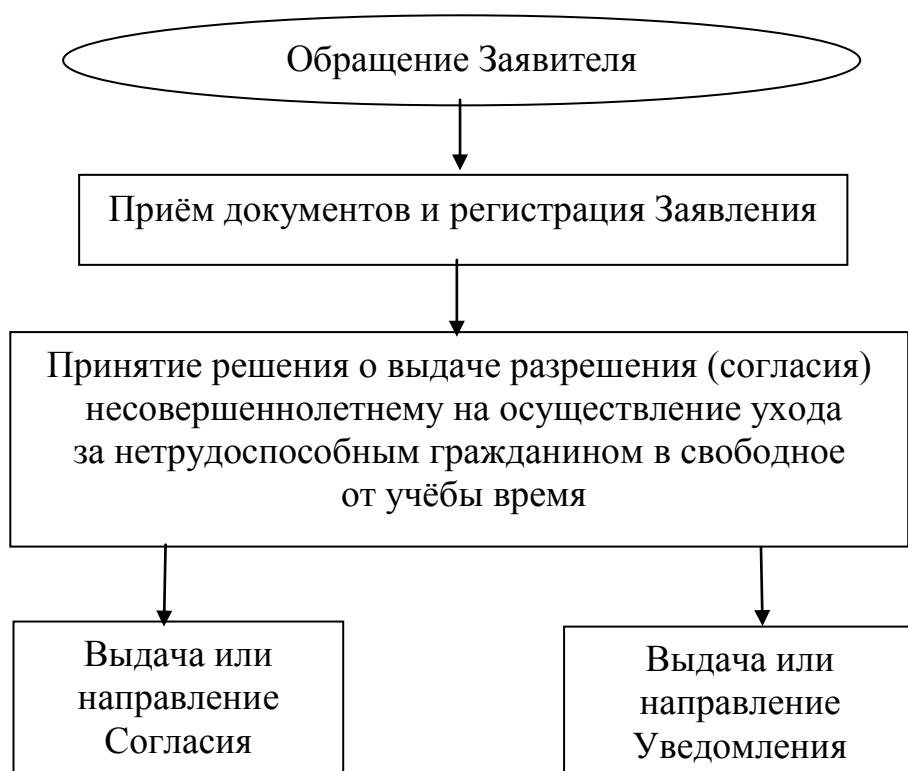 Обращение Заявителя
Приём документов и регистрация Заявления
Принятие решения о выдаче разрешения (согласия)
несовершеннолетнему на осуществление ухода
за нетрудоспособным гражданином в свободное
от учёбы время
Выдача или
направление
Согласия
Выдача или
направление
Уведомления